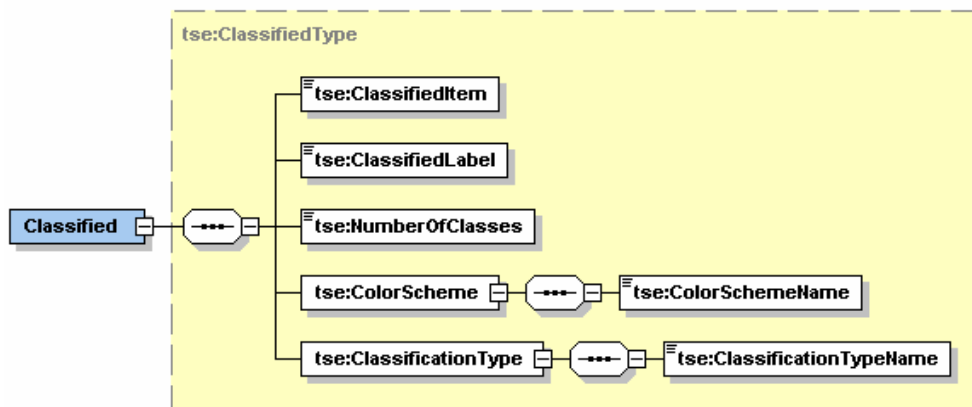 tse:ClassifiedType
tse:ClassifiedItem
tse:ClassifiedLabel
Classified
tse:NumberOfClasses
tse:ColorScheme
tse:ColorSchemeName
tse:ClassificationType
tse:ClassificationTypeName